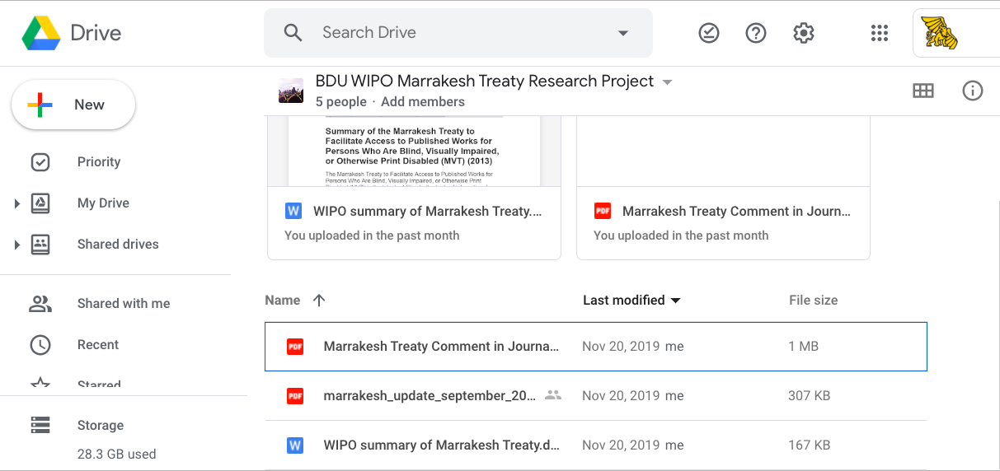 Drive
Search Drive
New
BDU WIPO Marrakesh Treaty Research Project
5 people · Add members
Priority
My Drive
Shared drives
Shared with me
Recent
Starred
Storage
28.3 GB used
Summary of the Marrakesh Treaty to
Facilitate Access to Published Works for
Persons Who Are Blind, Visually Impaired,
or Otherwise Print Disabled (MVT) (2013)
The Marrakesh Treaty to Facilitate Access to Published Works for
Persons Who Are Blind, Visually Impaired, or Otherwise Print
W WIPO summary of Marrakesh Treaty....
You uploaded in the past month
PDF Marrakesh Treaty Comment in Journ...
You uploaded in the past month
Name Last modified File size
PDF Marrakesh Treaty Comment in Journa... Nov 20, 2019 me 1 MB
PDF marrakesh_update_september_20... Nov 20, 2019 me 307 KB
W WIPO summary of Marrakesh Treaty.d... Nov 20, 2019 me 167 KB